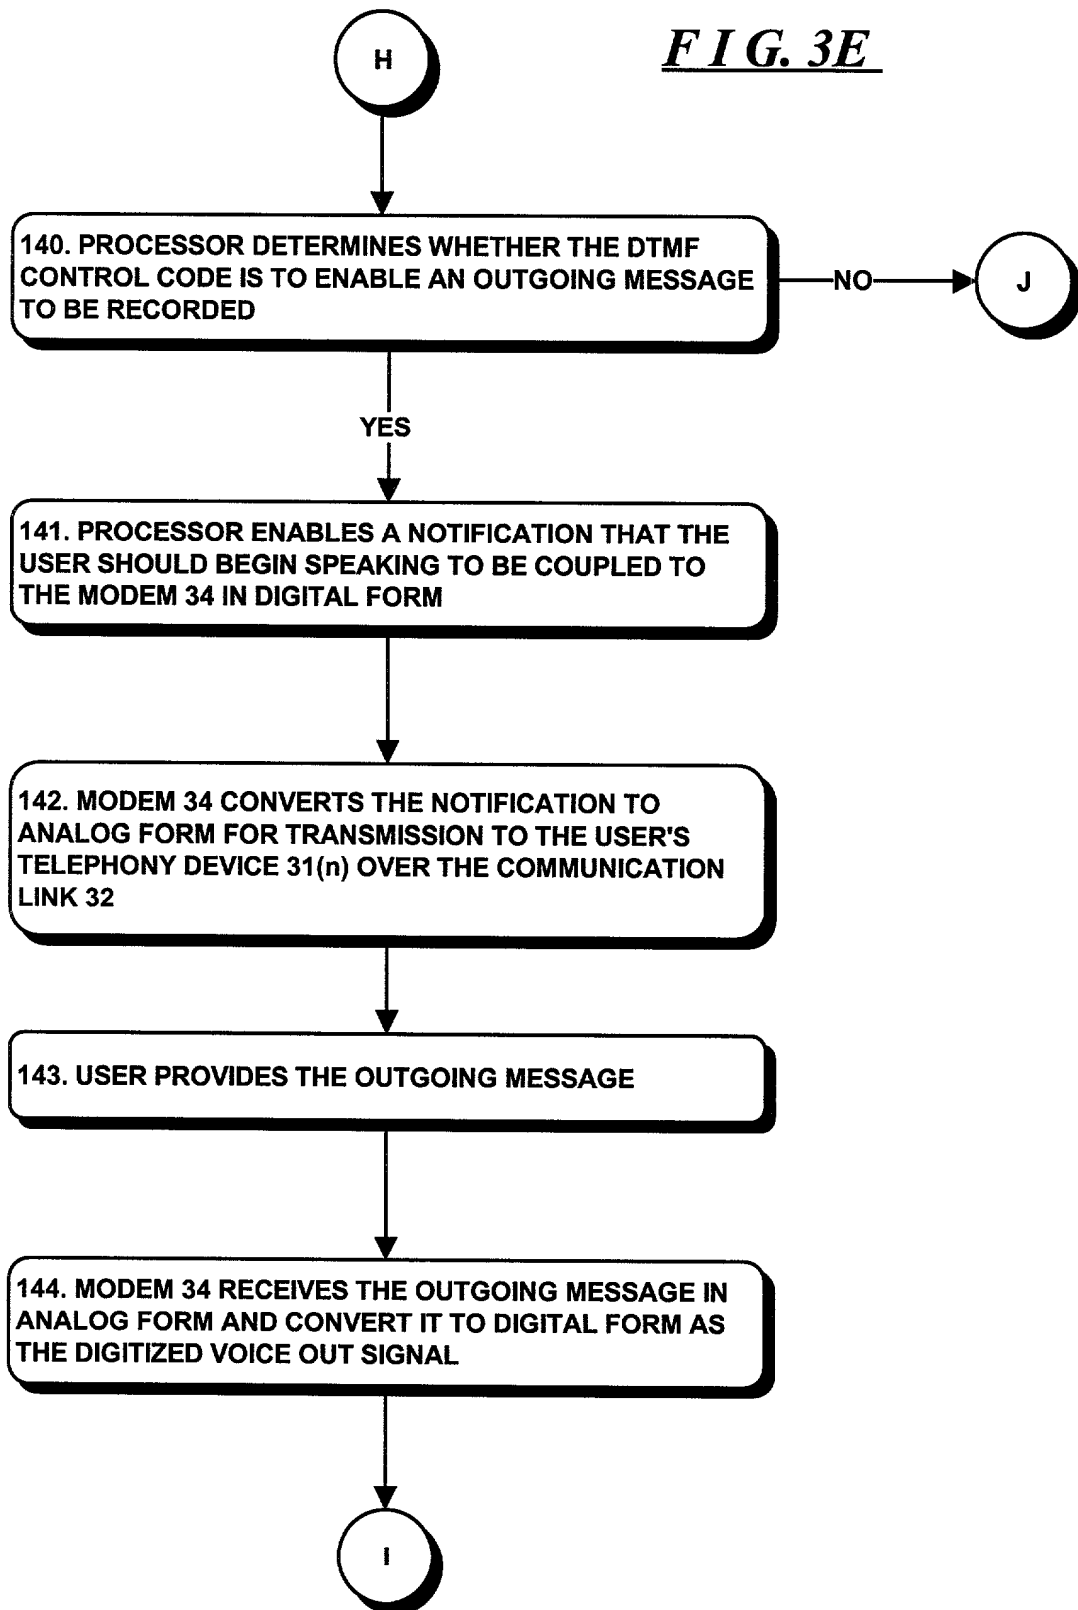 H
F I G. 3E
140. PROCESSOR DETERMINES WHETHER THE DTMF
CONTROL CODE IS TO ENABLE AN OUTGOING MESSAGE
TO BE RECORDED
NO
J
YES
141. PROCESSOR ENABLES A NOTIFICATION THAT THE
USER SHOULD BEGIN SPEAKING TO BE COUPLED TO
THE MODEM 34 IN DIGITAL FORM
142. MODEM 34 CONVERTS THE NOTIFICATION TO
ANALOG FORM FOR TRANSMISSION TO THE USER'S
TELEPHONY DEVICE 31(n) OVER THE COMMUNICATION
LINK 32
143. USER PROVIDES THE OUTGOING MESSAGE
144. MODEM 34 RECEIVES THE OUTGOING MESSAGE IN
ANALOG FORM AND CONVERT IT TO DIGITAL FORM AS
THE DIGITIZED VOICE OUT SIGNAL
I